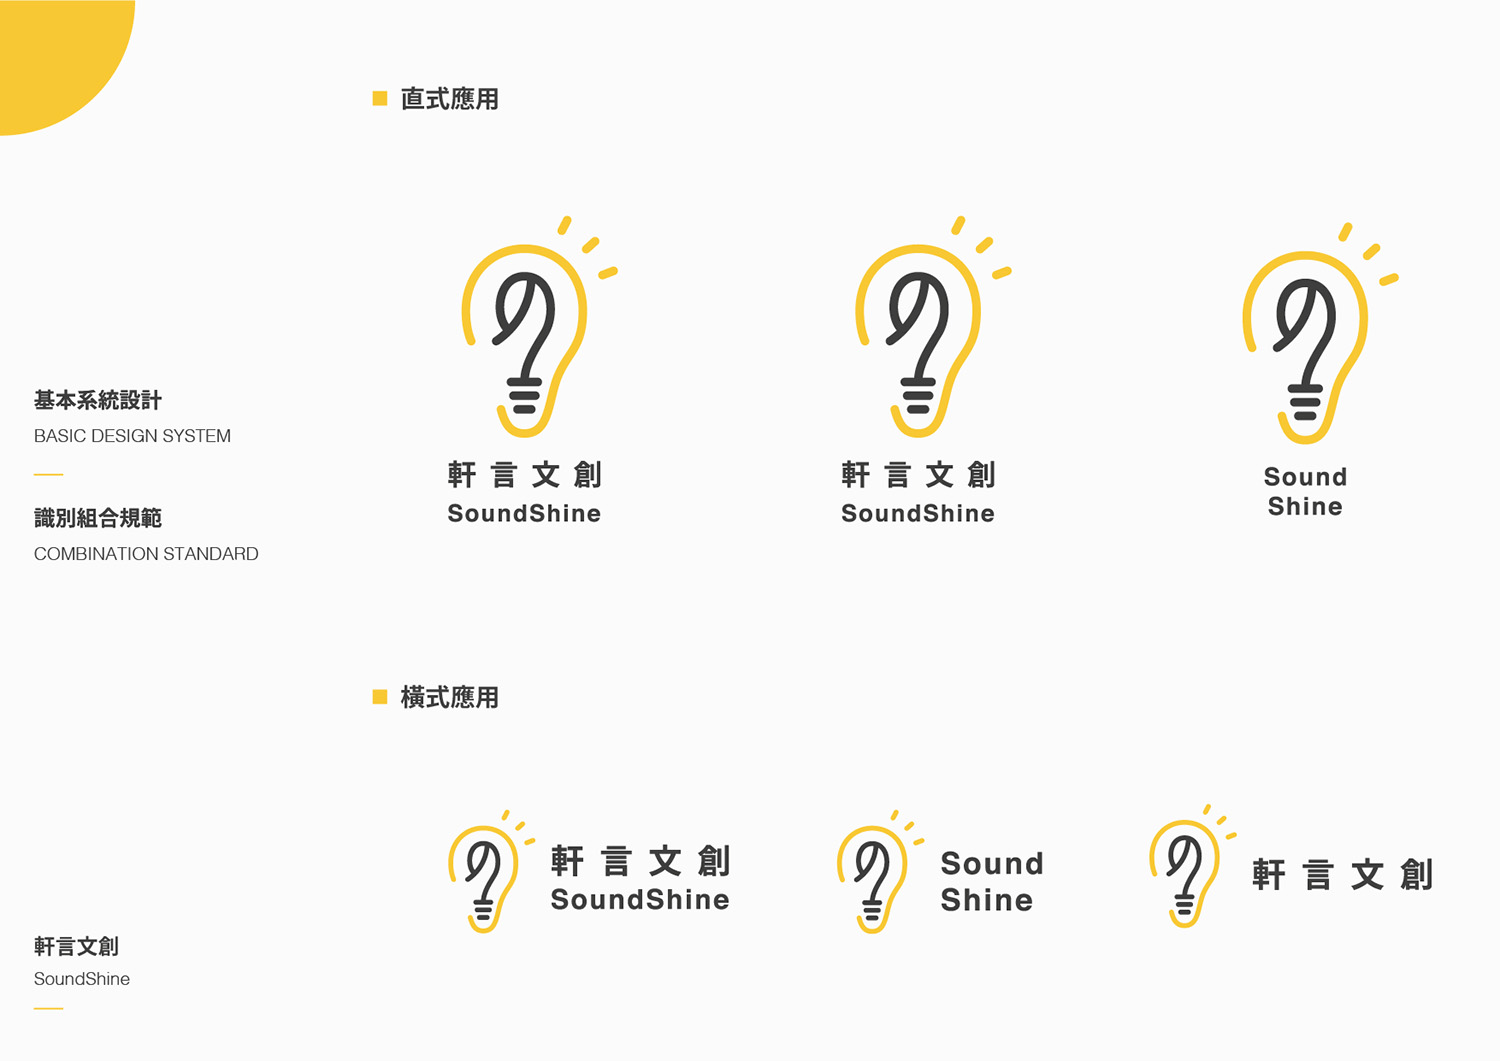 直式應用
軒言文創
SoundShine
軒言文創
SoundShine
Sound
Shine
基本系統設計
BASIC DESIGN SYSTEM
識別組合規範
COMBINATION STANDARD
橫式應用
軒言文創
SoundShine
Sound
Shine
軒言文創
軒言文創
SoundShine